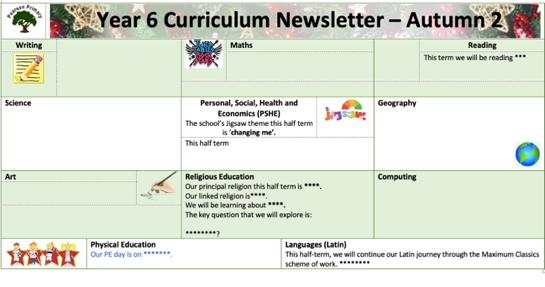 Pearson Primary
Year 6 Curriculum Newsletter – Autumn 2
Writing
Maths
Reading
This term we will be reading ***
Science
Personal, Social, Health and
Economics (PSHE)
The school's Jigsaw theme this half term
is 'changing me'.
This half term
jigsaw
Geography
Art
Religious Education
Our principal religion this half term is ****.
Our linked religion is****.
We will be learning about ****.
The key question that we will explore is:
********?
Computing
Physical Education
Our PE day is on *******.
Languages (Latin)
This half-term, we will continue our Latin journey through the Maximum Classics
scheme of work. ********